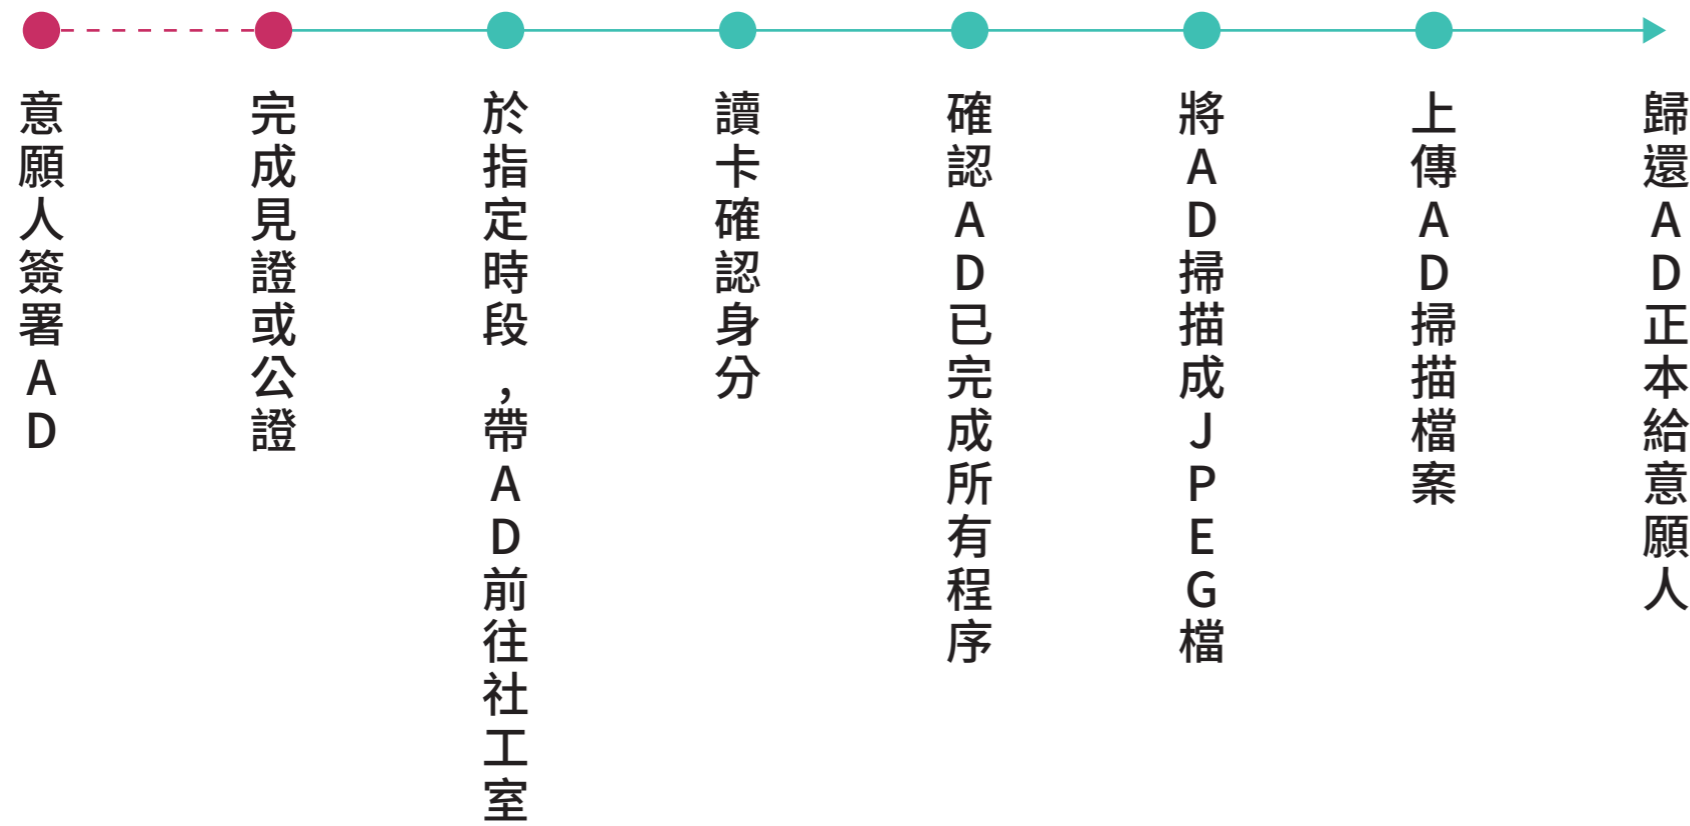 意願人簽署AD
完成見證或公證
於指定時段，帶AD前往社工室
讀卡確認身分
確認AD已完成所有程序
將AD掃描成JPEG檔
上傳AD掃描檔案
歸還AD正本給意願人